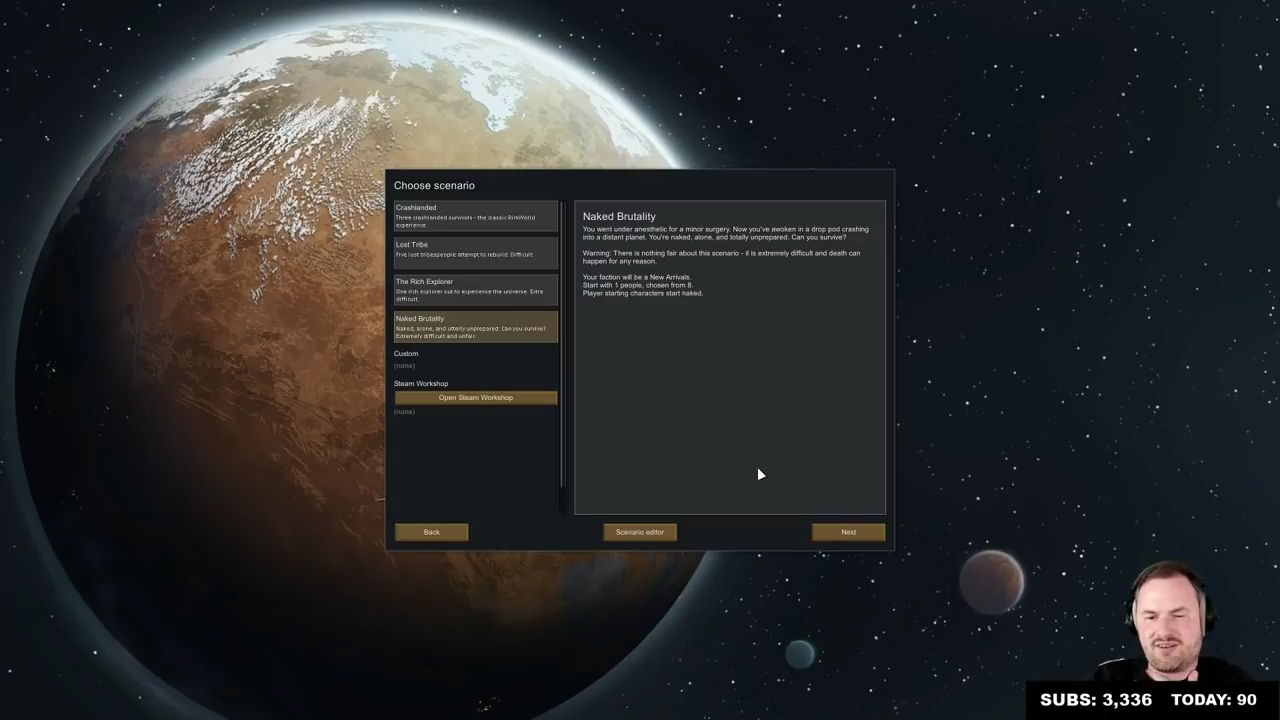 Choose scenario
Crashlanded
Three crashlanded survivors - the classic RimWorld
experience.
Lost Tribe
Five lost tribespeople attempt to rebuild. Difficult.
The Rich Explorer
One rich explorer out to experience the universe. Extra
difficult.
Naked Brutality
Naked, alone, and utterly unprepared. Can you survive?
Extremely difficult and unfair.
Custom
(none)
Steam Workshop
Open Steam Workshop
(none)
Naked Brutality
You went under anesthetic for a minor surgery. Now you've awoken in a drop pod crashing
into a distant planet. You're naked, alone, and totally unprepared. Can you survive?
Warning: There is nothing fair about this scenario - it is extremely difficult and death can
happen for any reason.
Your faction will be a New Arrivals.
Start with 1 people, chosen from 8.
Player starting characters start naked.
Back
Scenario editor
Next
SUBS: 3,336 TODAY: 90